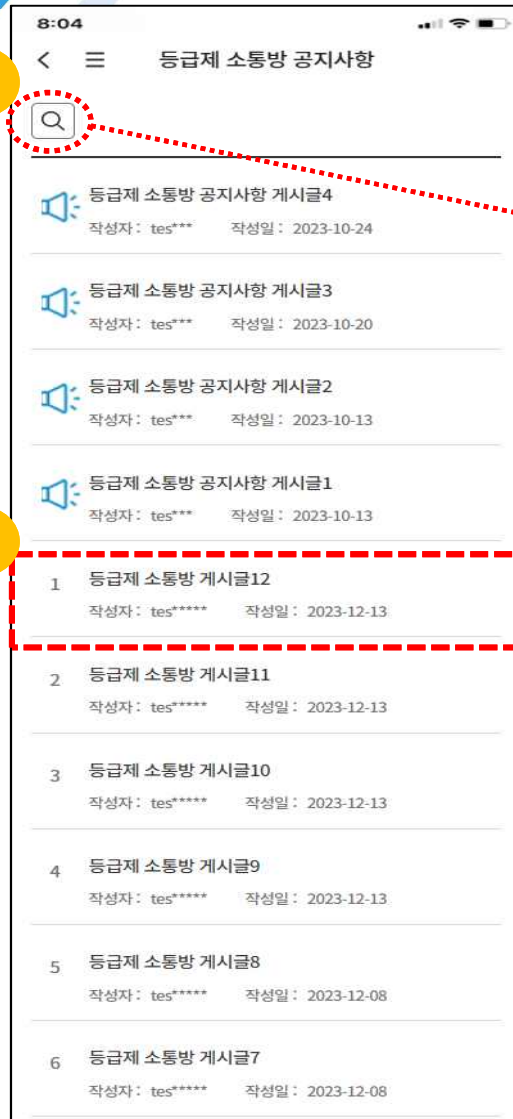 8:04
등급제 소통방 공지사항
등급제 소통방 공지사항 게시글4
작성자: tes*** 작성일: 2023-10-24
등급제 소통방 공지사항 게시글3
작성자: tes*** 작성일: 2023-10-20
등급제 소통방 공지사항 게시글2
작성자: tes*** 작성일: 2023-10-13
등급제 소통방 공지사항 게시글1
작성자: tes*** 작성일: 2023-10-13
1 등급제 소통방 게시글12
작성자: tes***** 작성일: 2023-12-13
2 등급제 소통방 게시글11
작성자: tes***** 작성일: 2023-12-13
3 등급제 소통방 게시글10
작성자: tes***** 작성일: 2023-12-13
4 등급제 소통방 게시글9
작성자: tes***** 작성일: 2023-12-13
5 등급제 소통방 게시글8
작성자: tes***** 작성일: 2023-12-08
6 등급제 소통방 게시글7
작성자: tes***** 작성일: 2023-12-08